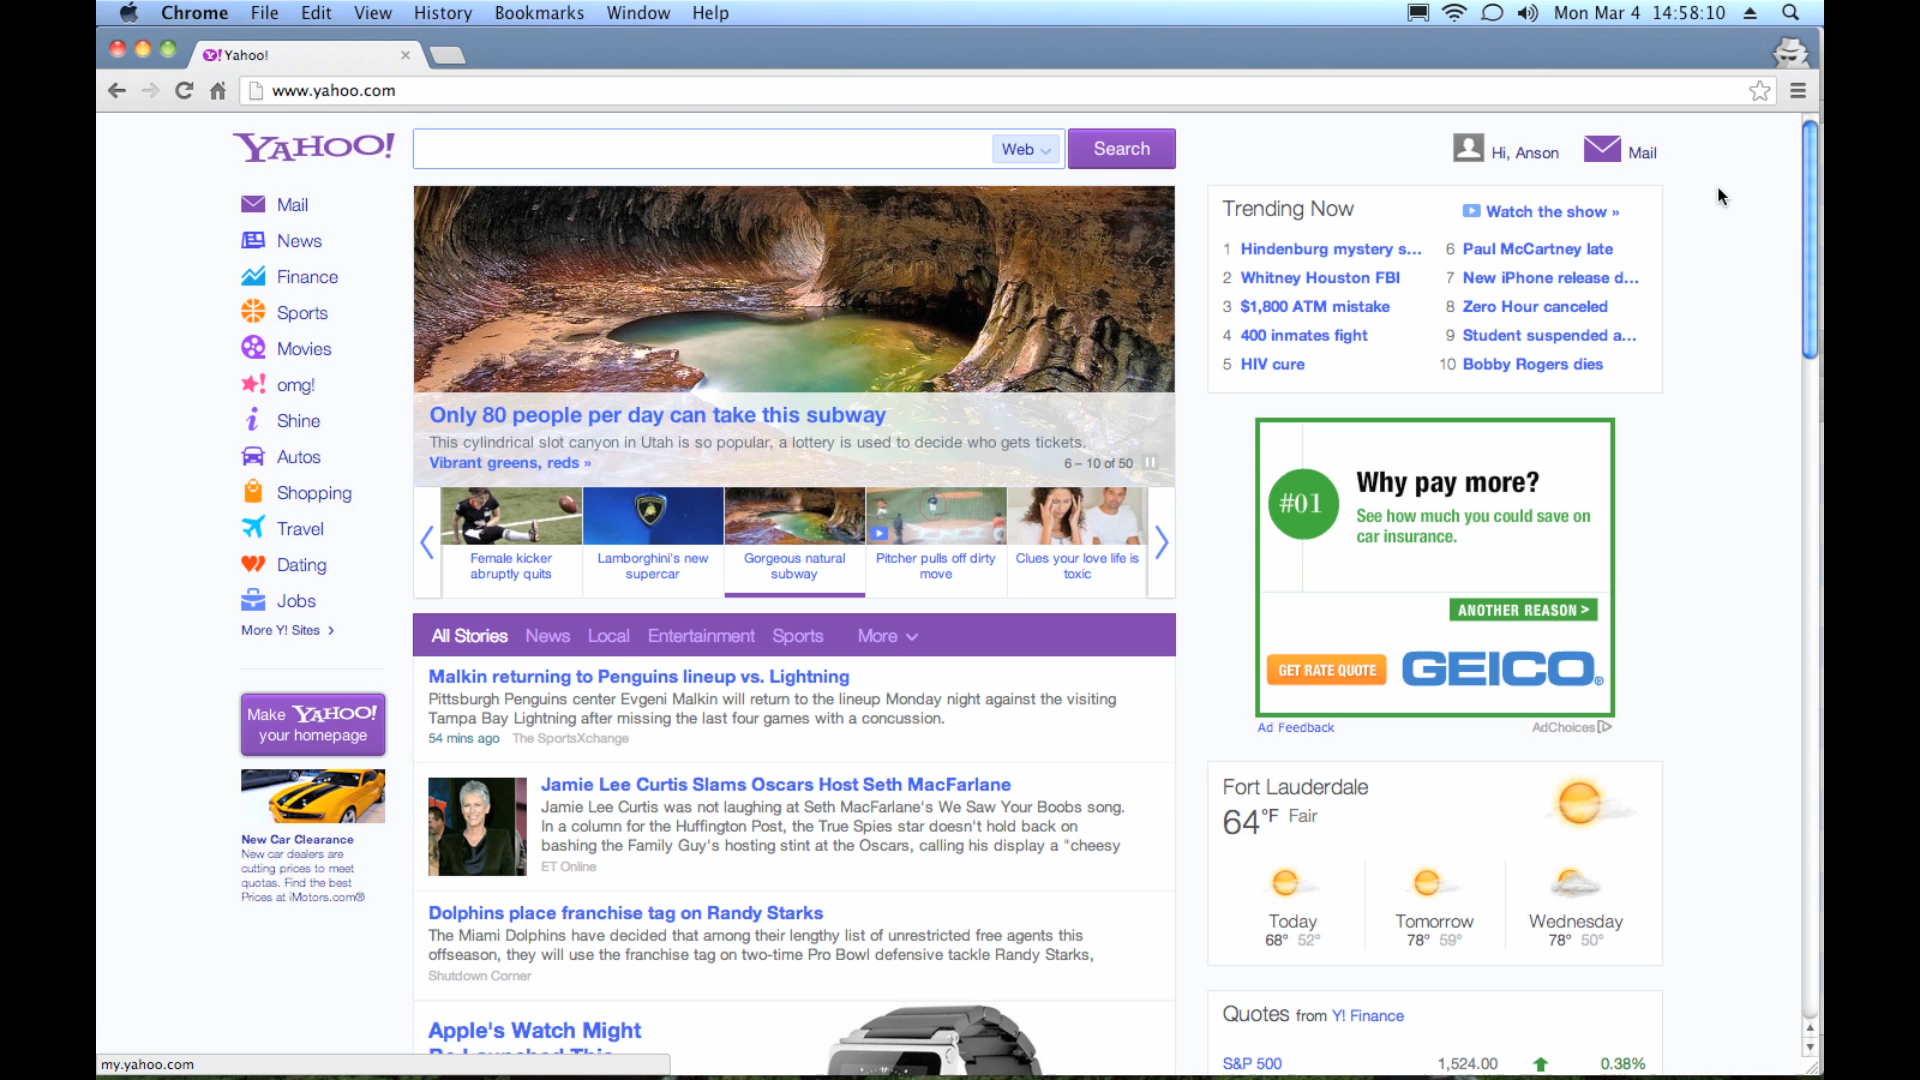 Chrome File Edit View History Bookmarks Window Help
Mon Mar 4 14:58:10
Yahoo!
www.yahoo.com
YAHOO!
Web
Search
Hi, Anson
Mail
Mail
News
Finance
Sports
Movies
omg!
Shine
Autos
Shopping
Travel
Dating
Jobs
More Y! Sites >
Make YAHOO!
your homepage
New Car Clearance
New car dealers are
cutting prices to meet
quotas. Find the best
Prices at iMotors.com®
Only 80 people per day can take this subway
This cylindrical slot canyon in Utah is so popular, a lottery is used to decide who gets tickets.
Vibrant greens, reds »
6 – 10 of 50
Female kicker
abruptly quits
Lamborghini's new
supercar
Gorgeous natural
subway
Pitcher pulls off dirty
move
Clues your love life is
toxic
All Stories News Local Entertainment Sports More
Malkin returning to Penguins lineup vs. Lightning
Pittsburgh Penguins center Evgeni Malkin will return to the lineup Monday night against the visiting
Tampa Bay Lightning after missing the last four games with a concussion.
54 mins ago The SportsXchange
Jamie Lee Curtis Slams Oscars Host Seth MacFarlane
Jamie Lee Curtis was not laughing at Seth MacFarlane's We Saw Your Boobs song.
In a column for the Huffington Post, the True Spies star doesn't hold back on
bashing the Family Guy's hosting stint at the Oscars, calling his display a "cheesy
ET Online
Dolphins place franchise tag on Randy Starks
The Miami Dolphins have decided that among their lengthy list of unrestricted free agents this
offseason, they will use the franchise tag on two-time Pro Bowl defensive tackle Randy Starks,
Shutdown Corner
Apple's Watch Might
Be Launched This
Trending Now
Watch the show »
1 Hindenburg mystery s...
2 Whitney Houston FBI
3 $1,800 ATM mistake
4 400 inmates fight
5 HIV cure
6 Paul McCartney late
7 New iPhone release d...
8 Zero Hour canceled
9 Student suspended a...
10 Bobby Rogers dies
#01
Why pay more?
See how much you could save on
car insurance.
ANOTHER REASON >
GET RATE QUOTE
GEICO®
Ad Feedback
AdChoices
Fort Lauderdale
64°F Fair
Today
68° 52°
Tomorrow
78° 59°
Wednesday
78° 50°
Quotes from Y! Finance
S&P 500 1,524.00 0.38%
my.yahoo.com